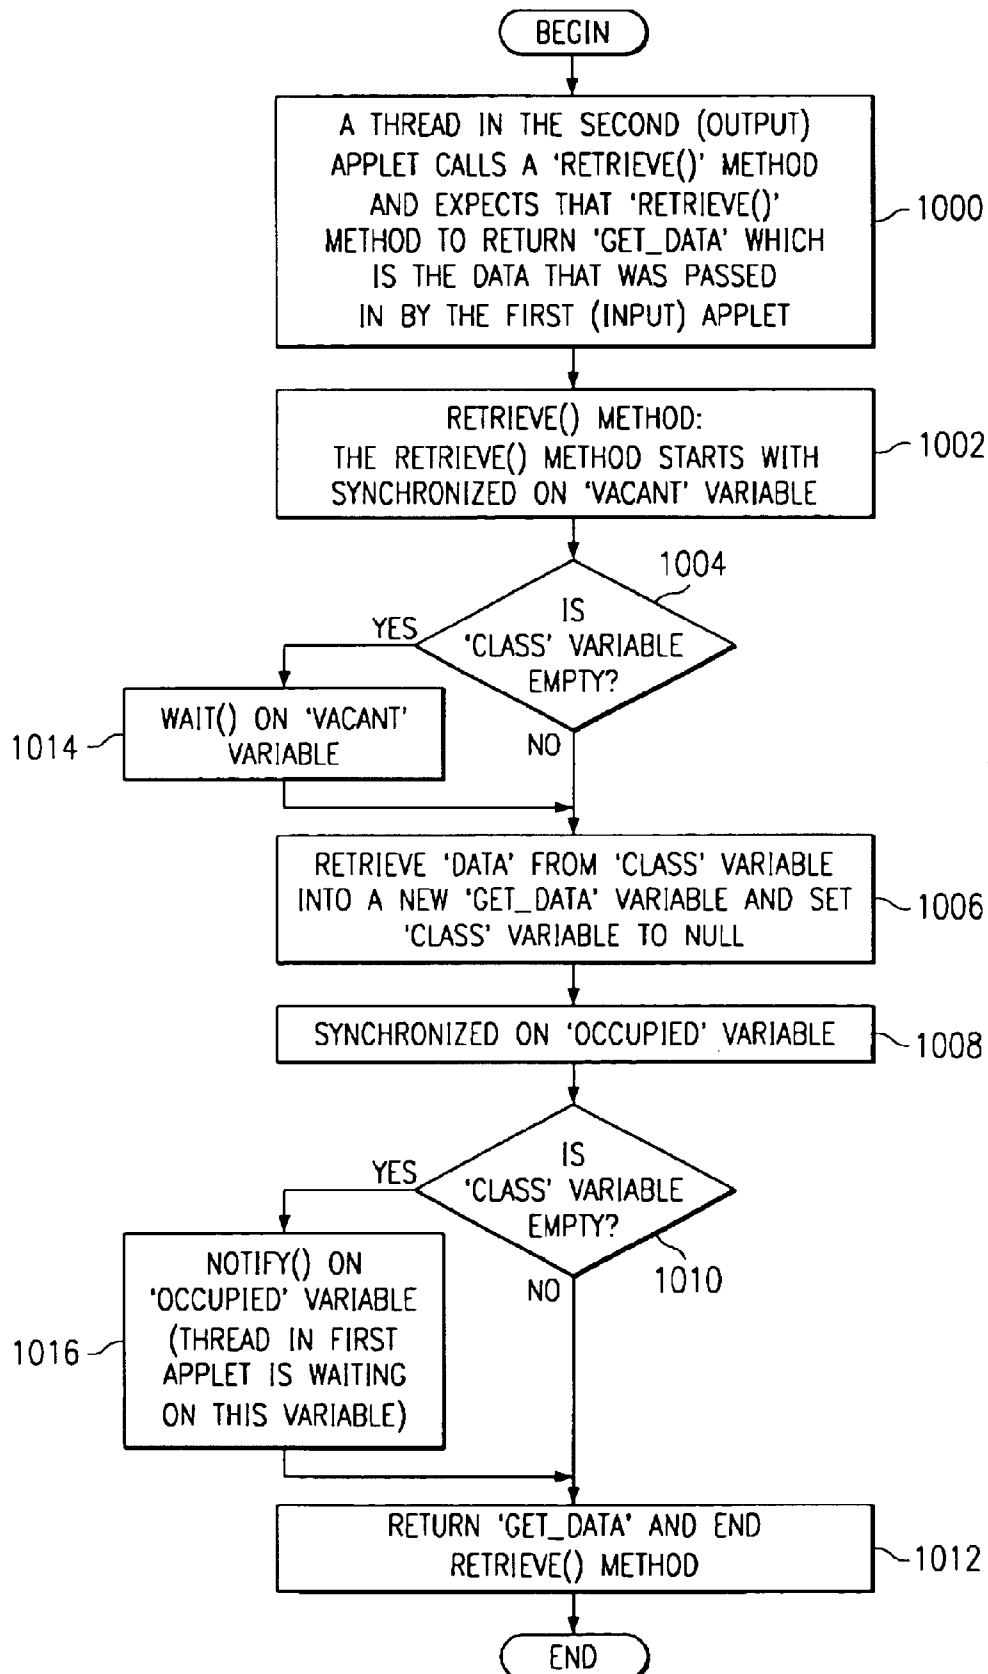 BEGIN
A THREAD IN THE SECOND (OUTPUT)
APPLET CALLS A 'RETRIEVE()' METHOD
AND EXPECTS THAT 'RETRIEVE()'
METHOD TO RETURN 'GET_DATA' WHICH
IS THE DATA THAT WAS PASSED
IN BY THE FIRST (INPUT) APPLET
1000
RETRIEVE() METHOD:
THE RETRIEVE() METHOD STARTS WITH
SYNCHRONIZED ON 'VACANT' VARIABLE
1002
1004
IS
'CLASS' VARIABLE
EMPTY?
YES
NO
WAIT() ON 'VACANT'
VARIABLE
1014
RETRIEVE 'DATA' FROM 'CLASS' VARIABLE
INTO A NEW 'GET_DATA' VARIABLE AND SET
'CLASS' VARIABLE TO NULL
1006
SYNCHRONIZED ON 'OCCUPIED' VARIABLE
1008
IS
'CLASS' VARIABLE
EMPTY?
YES
NO
1010
NOTIFY() ON
'OCCUPIED' VARIABLE
(THREAD IN FIRST
APPLET IS WAITING
ON THIS VARIABLE)
1016
RETURN 'GET_DATA' AND END
RETRIEVE() METHOD
1012
END